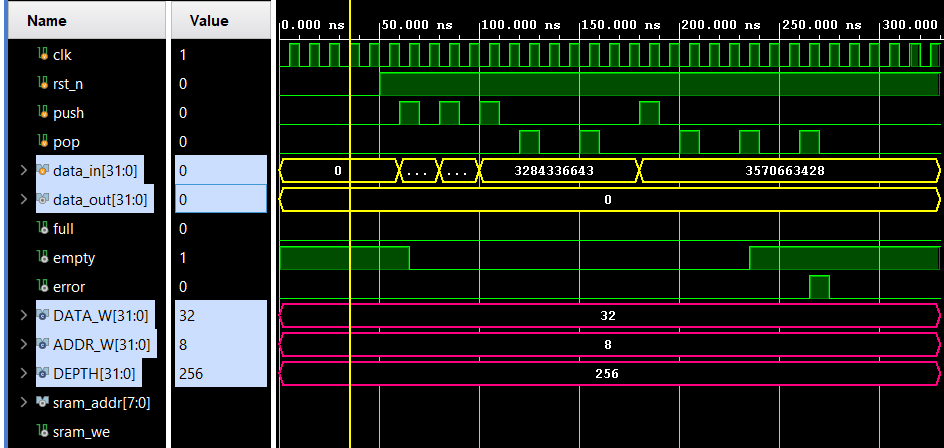 Name Value 0.000 ns 50.000 ns 100.000 ns 150.000 ns 200.000 ns 250.000 ns 300.000
clk 1
rst_n 0
push 0
pop 0
data_in[31:0] 0 0 ... ... 3284336643 3570663428
data_out[31:0] 0 0
full 0
empty 1
error 0
DATA_W[31:0] 32 32
ADDR_W[31:0] 8 8
DEPTH[31:0] 256 256
sram_addr[7:0]
sram_we